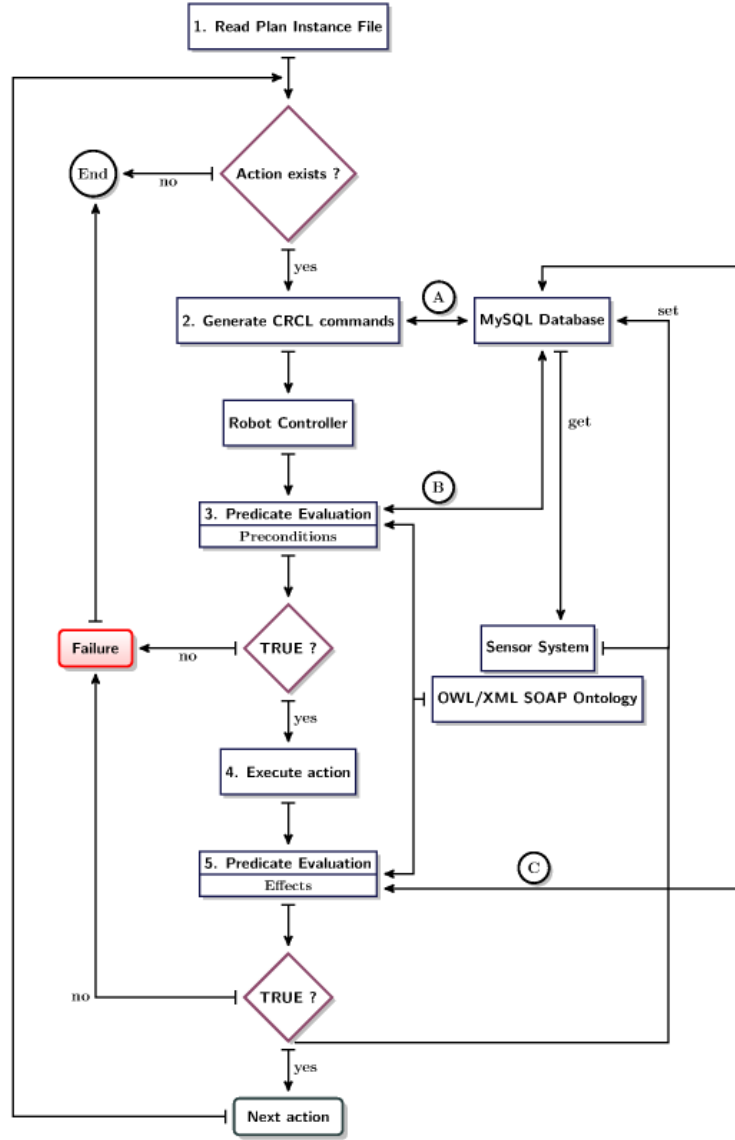 1. Read Plan Instance File
Action exists ?
End
no
yes
A
set
2. Generate CRCL commands
MySQL Database
get
Robot Controller
B
3. Predicate Evaluation
Preconditions
Failure
no
TRUE ?
Sensor System
OWL/XML SOAP Ontology
yes
4. Execute action
5. Predicate Evaluation
Effects
C
no
TRUE ?
yes
Next action